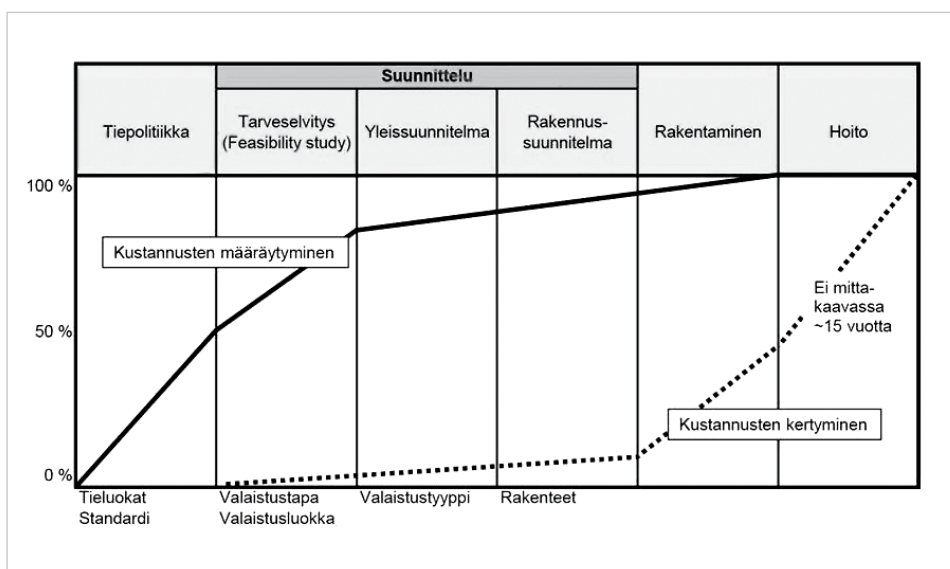 Suunnittelu
Tiepolitiikka
Tarveselvitys
(Feasibility study)
Yleissuunnitelma
Rakennus-
suunnitelma
Rakentaminen
Hoito
100 %
Kustannusten määräytyminen
Ei mitta-
kaavassa
~15 vuotta
50 %
Kustannusten kertyminen
0 %
Tieluokat
Standardi
Valaistustapa
Valaistusluokka
Valaistustyyppi
Rakenteet